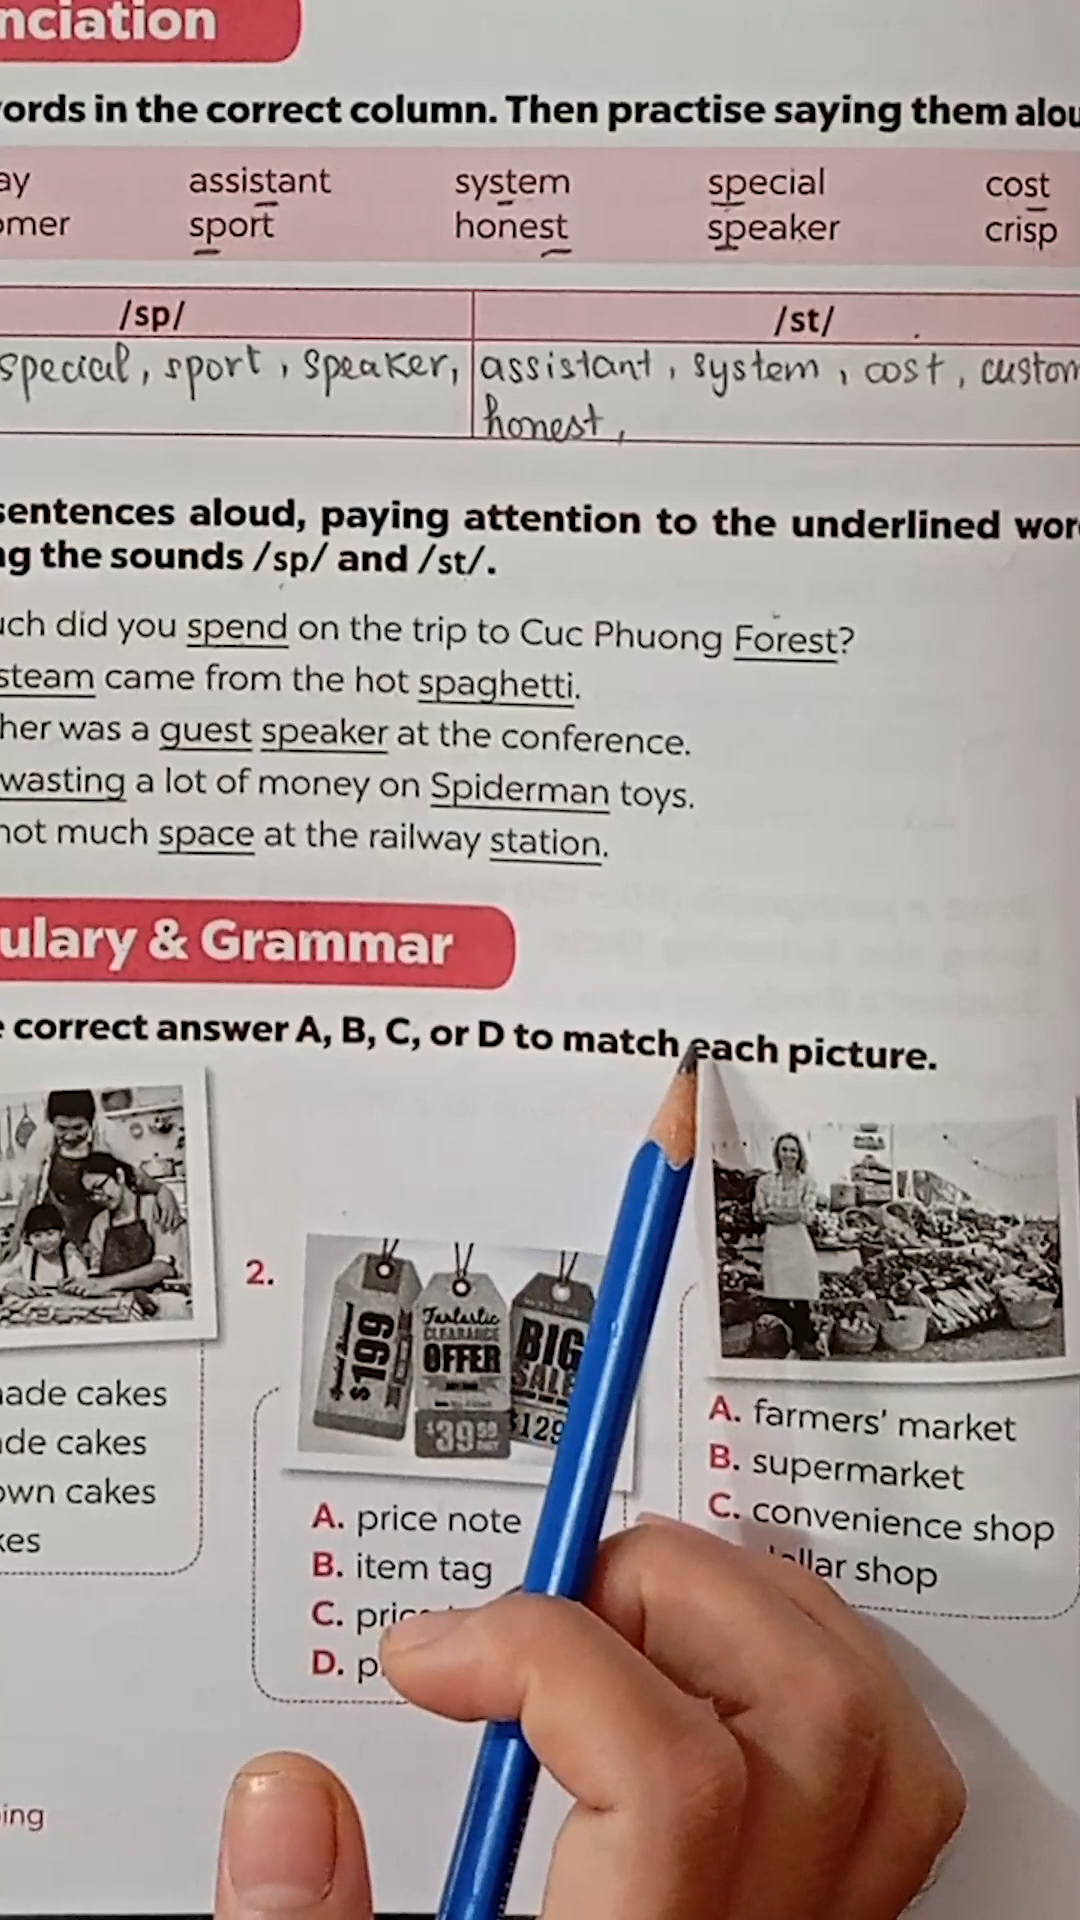 nciation
ords in the correct column. Then practise saying them alou
ay assistant system special cost
omer sport honest speaker crisp
/sp/ /st/
special, sport, speaker, assistant, system, cost, custom
honest,
sentences aloud, paying attention to the underlined wor
ng the sounds /sp/ and /st/.
uch did you spend on the trip to Cuc Phuong Forest?
steam came from the hot spaghetti.
her was a guest speaker at the conference.
wasting a lot of money on Spiderman toys.
not much space at the railway station.
ulary & Grammar
correct answer A, B, C, or D to match each picture.
ade cakes
de cakes
own cakes
kes
2.
$199
Fantastic
CLEARANCE
OFFER
$39
BIG
SALE
$129
A. price note
B. item tag
C. pric
D. p
A. farmers' market
B. supermarket
C. convenience shop
llar shop
ing